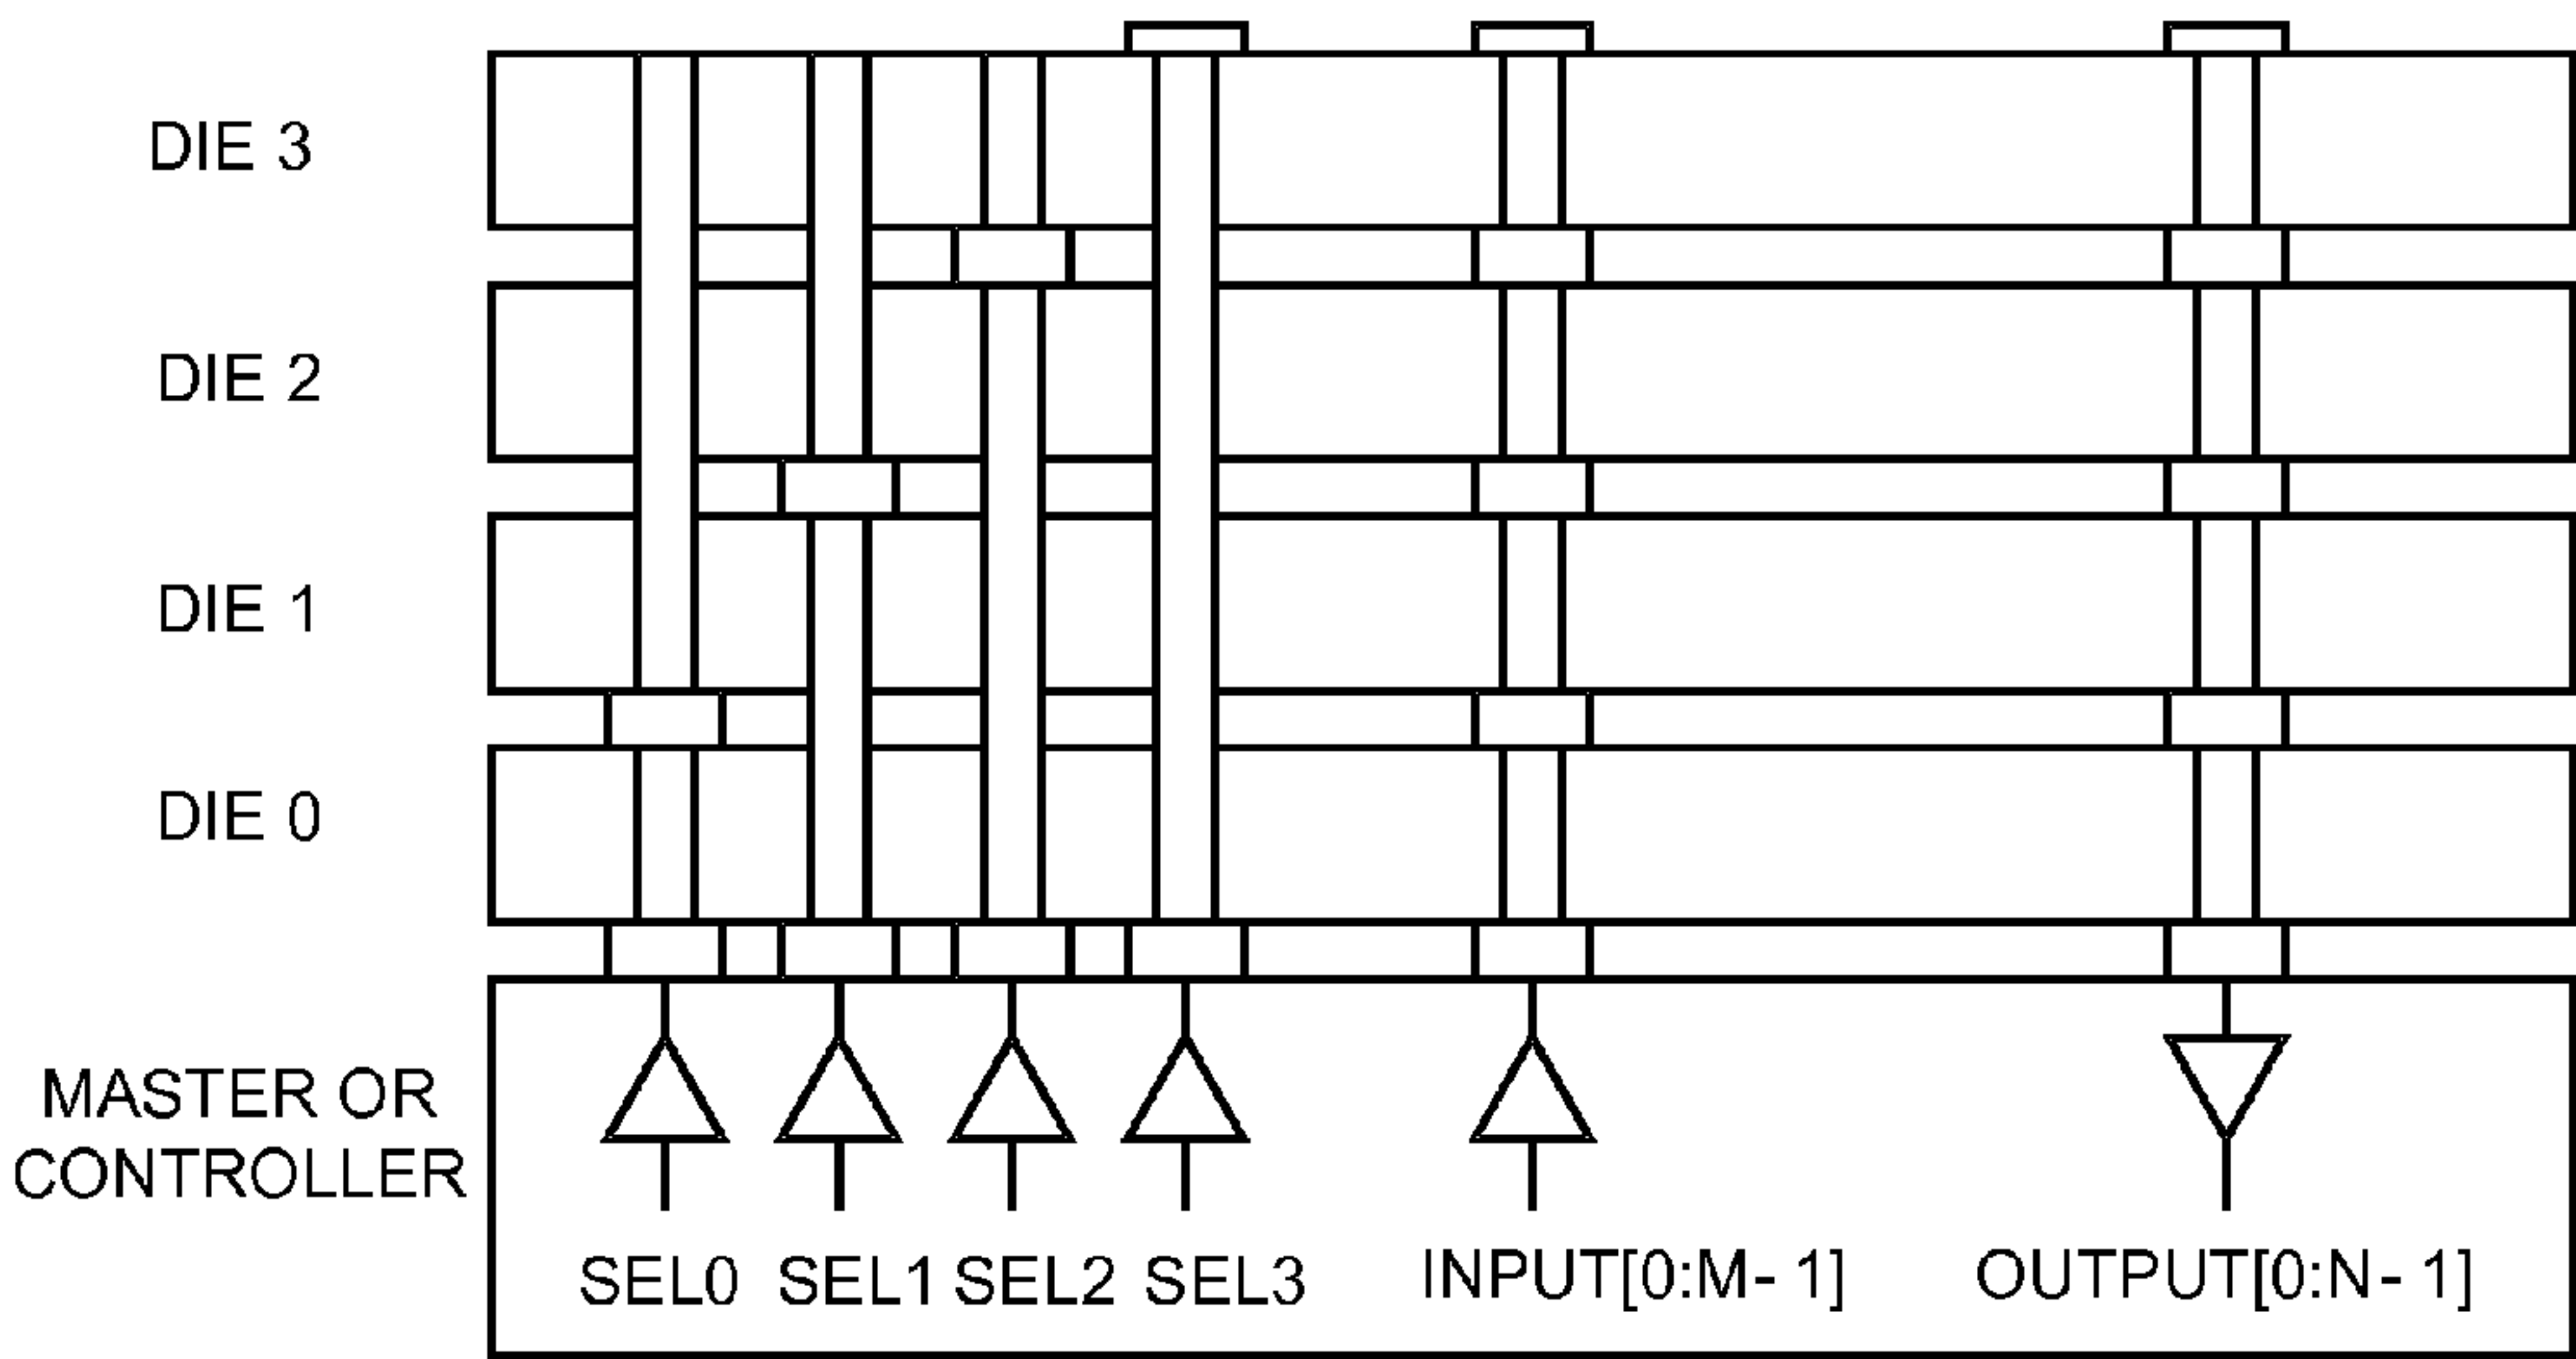 DIE 3
DIE 2
DIE 1
DIE 0
MASTER OR
CONTROLLER
SEL0 SEL1 SEL2 SEL3 INPUT[0:M- 1] OUTPUT[0:N- 1]